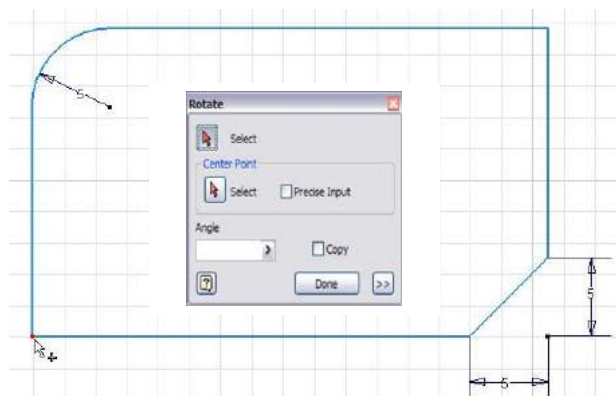 5
Rotate
Select
Center Point
Select Precise Input
Angle
Copy
? Done >>
5
5